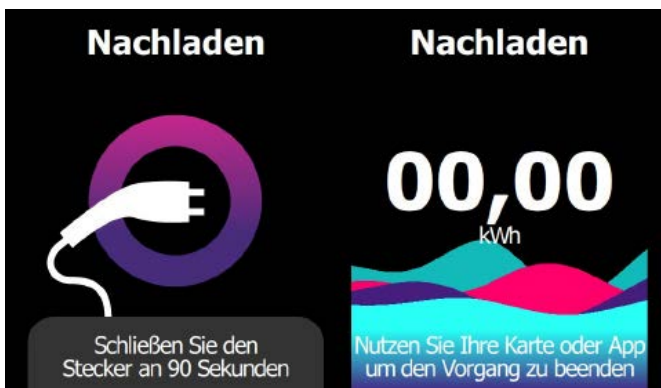 Nachladen
Schließen Sie den
Stecker an 90 Sekunden
Nachladen
00,00
kWh
Nutzen Sie Ihre Karte oder App
um den Vorgang zu beenden